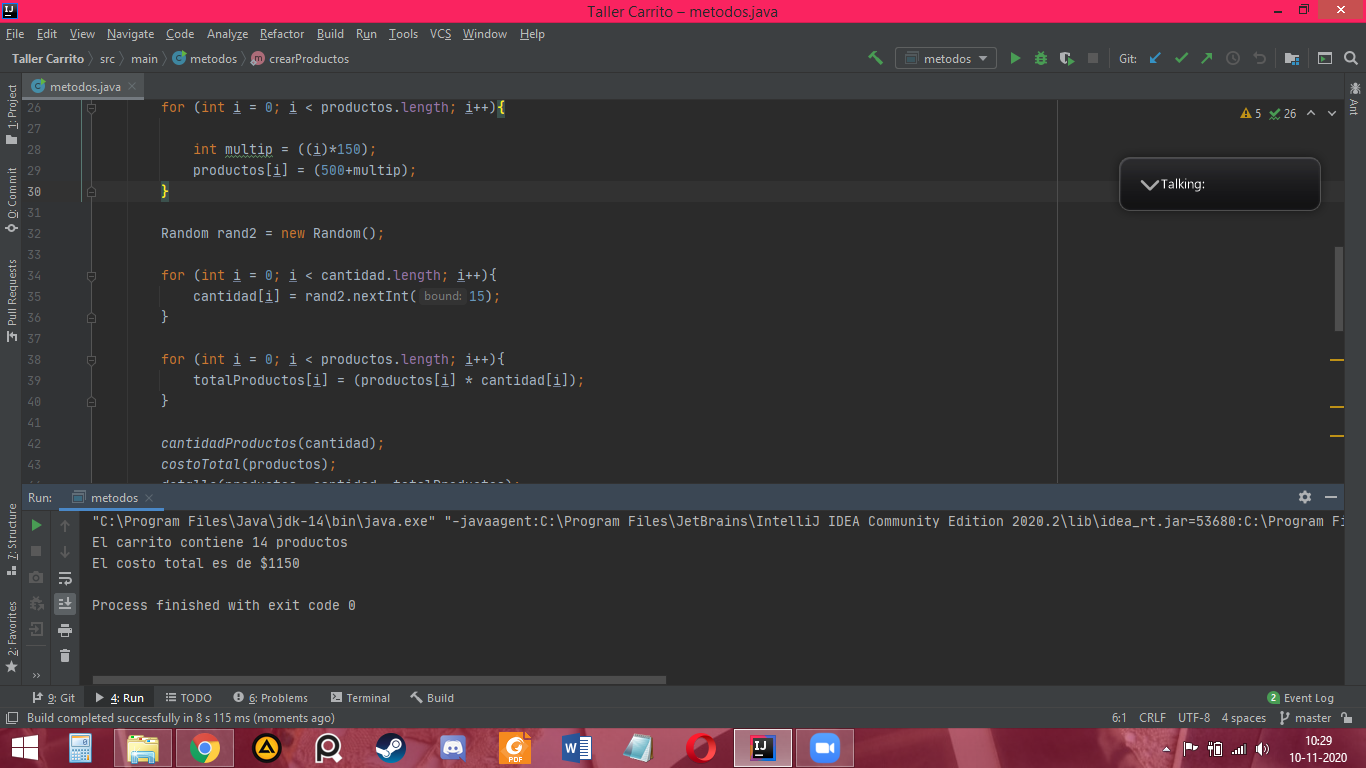 Taller Carrito – metodos.java
File Edit View Navigate Code Analyze Refactor Build Run Tools VCS Window Help
Taller Carrito src main metodos crearProductos metodos Git:
metodos.java
26 for (int i = 0; i < productos.length; i++){
5 26
27
28 int multip = ((i)*150);
29 productos[i] = (500+multip);
30 }
31
32 Random rand2 = new Random();
33
34 for (int i = 0; i < cantidad.length; i++){
35 cantidad[i] = rand2.nextInt( bound: 15);
36 }
37
38 for (int i = 0; i < productos.length; i++){
39 totalProductos[i] = (productos[i] * cantidad[i]);
40 }
41
42 cantidadProductos(cantidad);
43 costoTotal(productos);
Talking:
1: Project
0: Commit
Pull Requests
7: Structure
2: Favorites
Ant
Run: metodos
"C:\Program Files\Java\jdk-14\bin\java.exe" "-javaagent:C:\Program Files\JetBrains\IntelliJ IDEA Community Edition 2020.2\lib\idea_rt.jar=53680:C:\Program Fi
El carrito contiene 14 productos
El costo total es de $1150
Process finished with exit code 0
9: Git 4: Run TODO 6: Problems Terminal Build 2 Event Log
Build completed successfully in 8 s 115 ms (moments ago) 6:1 CRLF UTF-8 4 spaces master
PDF
10:29
10-11-2020